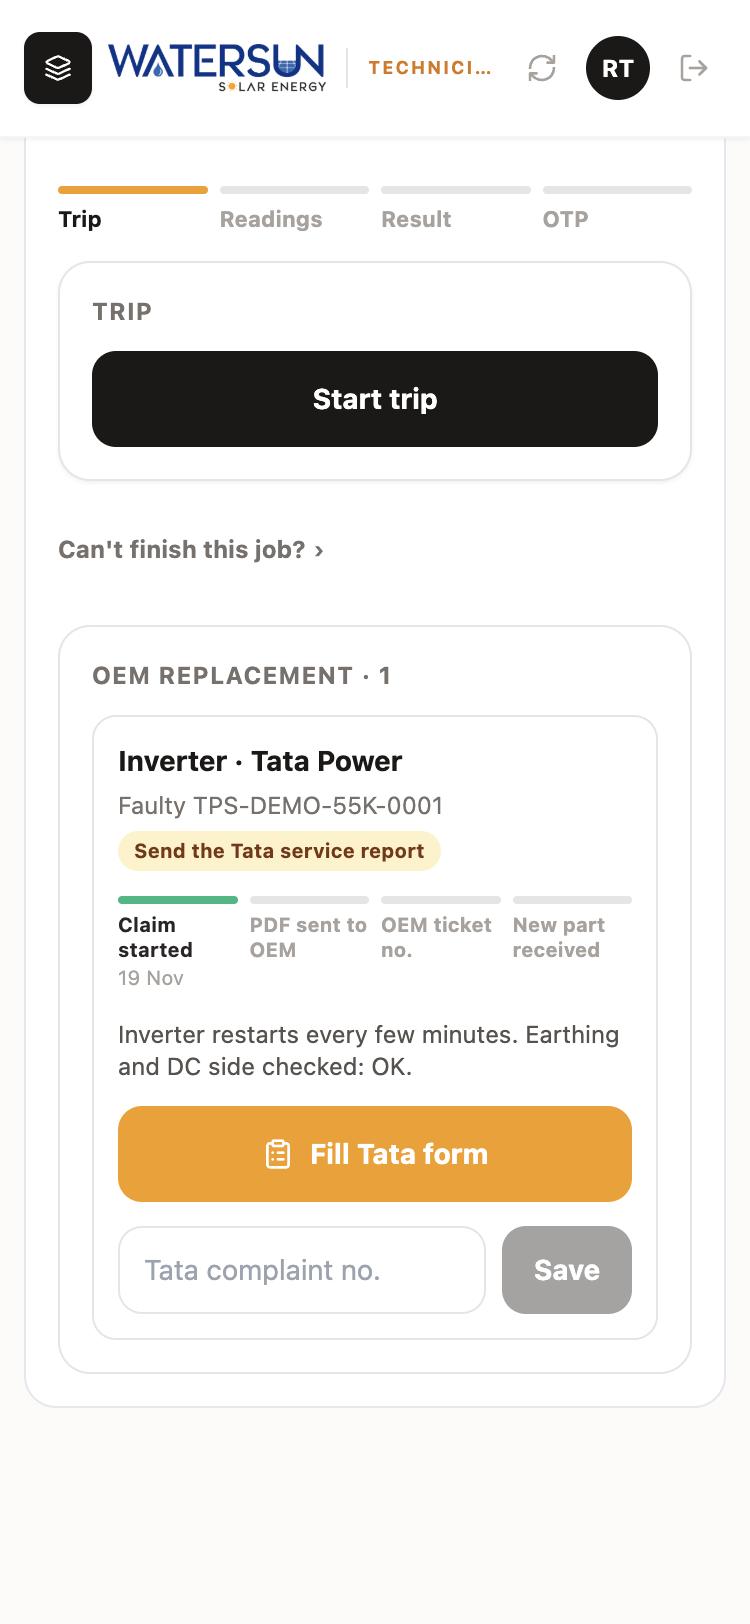 WATERSUN
SOLAR ENERGY
TECHNICI...
RT
Trip
Readings
Result
OTP
TRIP
Start trip
Can't finish this job? ›
OEM REPLACEMENT · 1
Inverter · Tata Power
Faulty TPS-DEMO-55K-0001
Send the Tata service report
Claim started
19 Nov
PDF sent to OEM
OEM ticket no.
New part received
Inverter restarts every few minutes. Earthing
and DC side checked: OK.
Fill Tata form
Tata complaint no.
Save